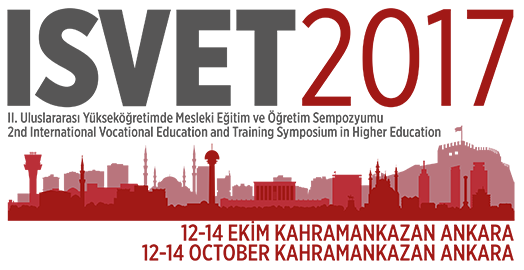 ISVET2017
II. Uluslararası Yükseköğretimde Mesleki Eğitim ve Öğretim Sempozyumu
2nd International Vocational Education and Training Symposium in Higher Education
12-14 EKİM KAHRAMANKAZAN ANKARA
12-14 OCTOBER KAHRAMANKAZAN ANKARA